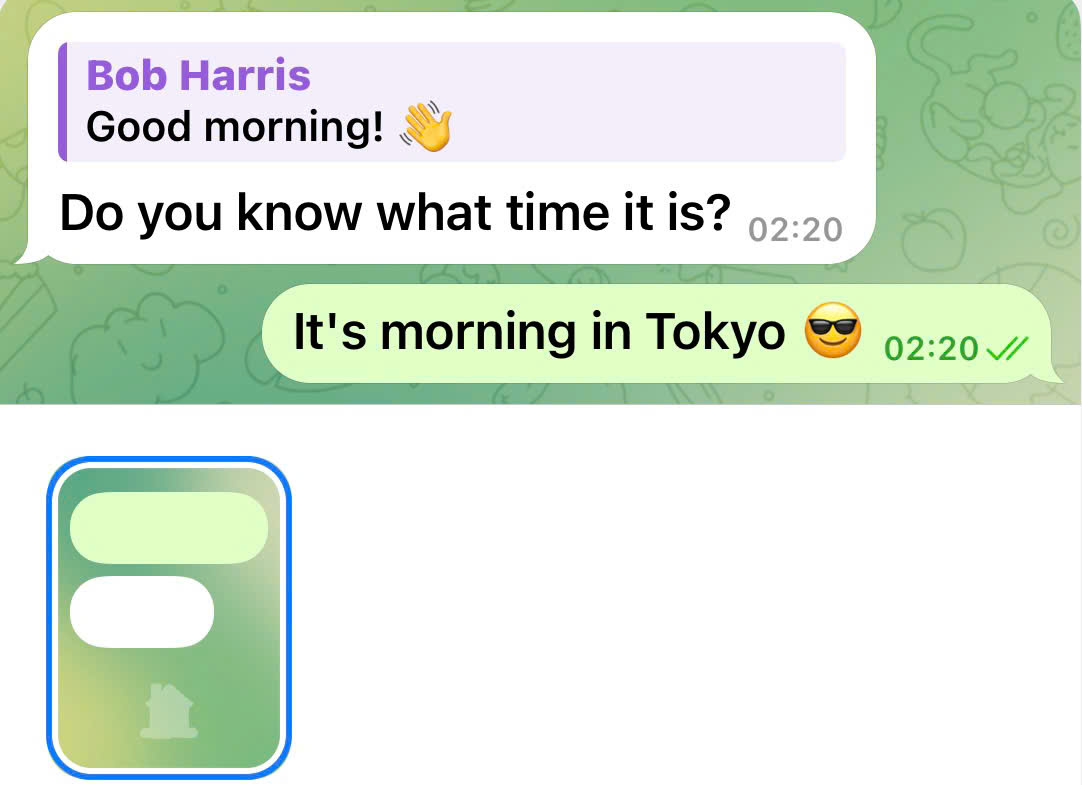 Bob Harris
Good morning! 👋
Do you know what time it is? 02:20
It's morning in Tokyo 😎 02:20